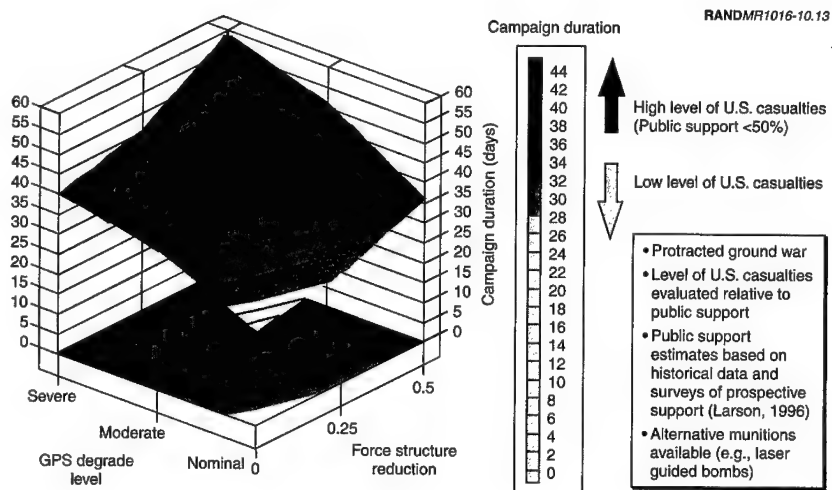 RANDMR1016-10.13
Campaign duration
60
55
50
45
40
35
30
25
20
15
10
5
0
60
55
50
45
40
35
30
25
20
15
10
5
0
Campaign duration (days)
Severe
Moderate
Nominal
GPS degrade
level
0
0.25
0.5
Force structure
reduction
44
42
40
38
36
34
32
30
28
26
24
22
20
18
16
14
12
10
8
6
4
2
0
High level of U.S. casualties
(Public support <50%)
Low level of U.S. casualties
• Protracted ground war
• Level of U.S. casualties
evaluated relative to
public support
• Public support
estimates based on
historical data and
surveys of prospective
support (Larson, 1996)
• Alternative munitions
available (e.g., laser
guided bombs)